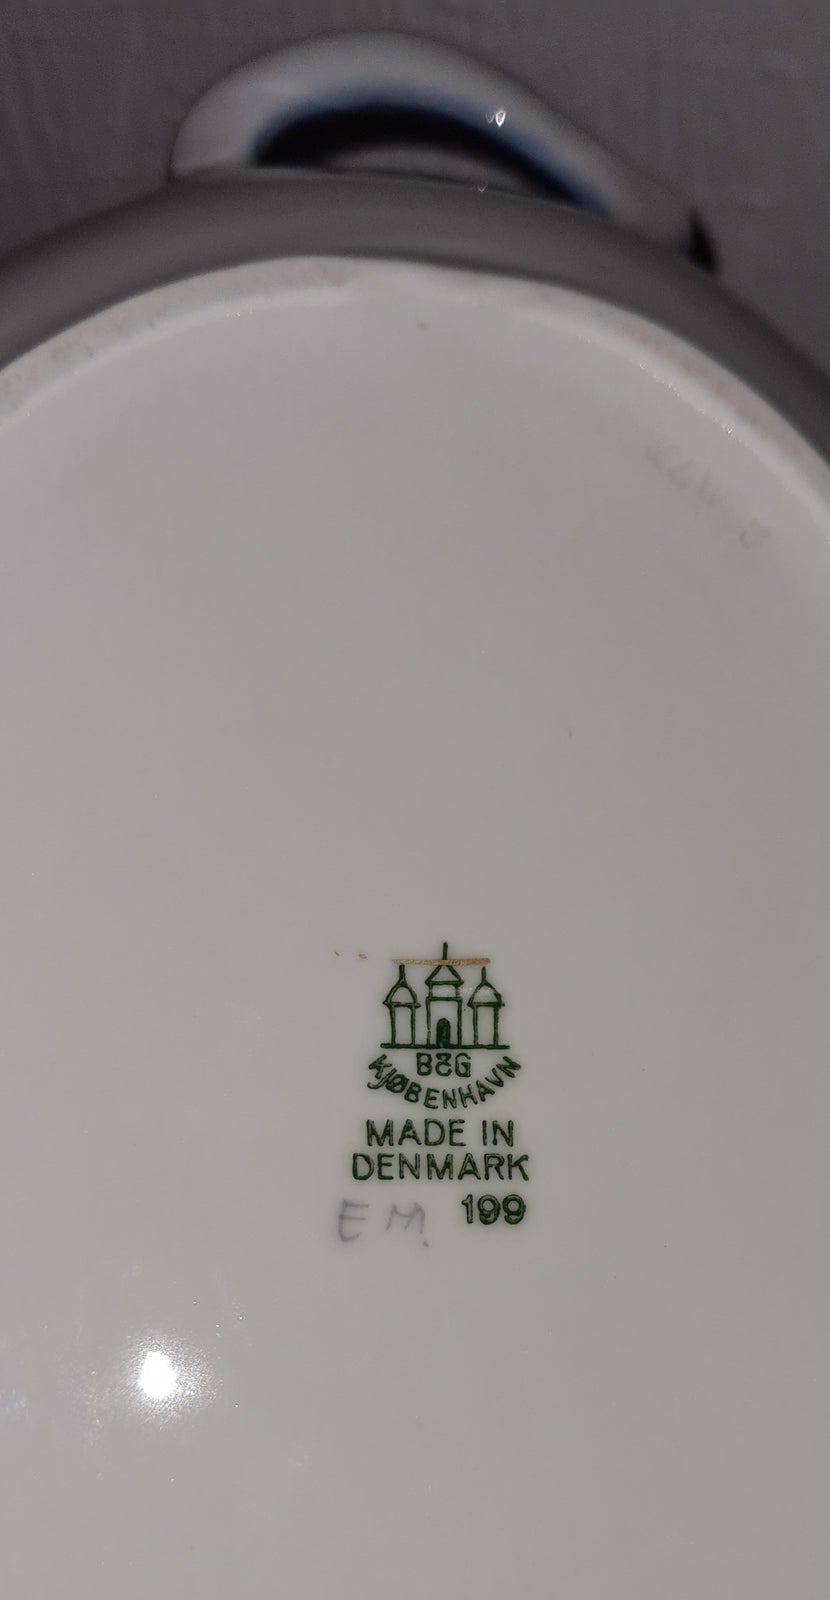 B&G
KJØBENHAVN
MADE IN
DENMARK
EM. 199